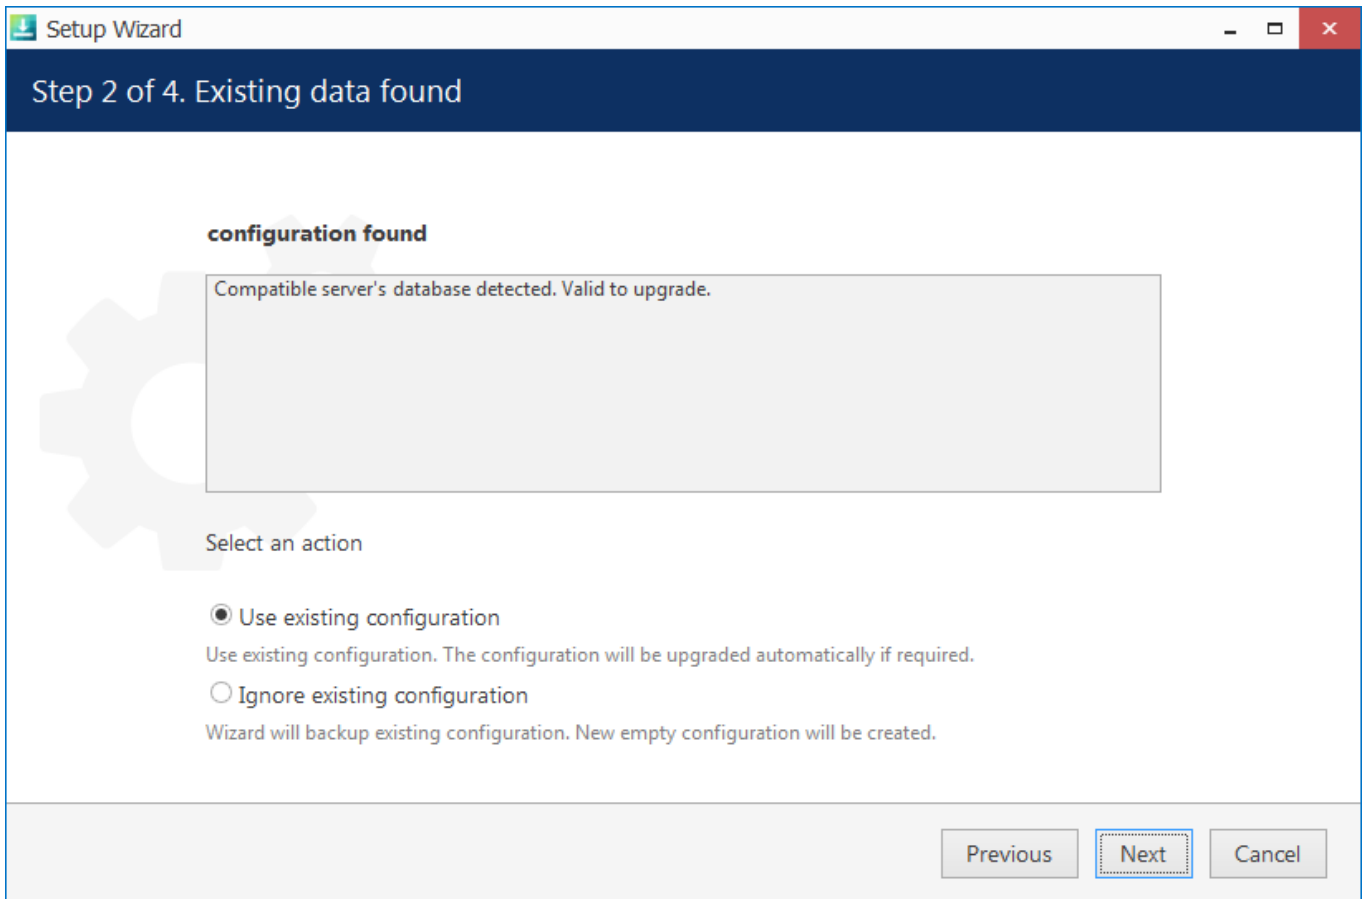 Setup Wizard
Step 2 of 4. Existing data found
configuration found
Compatible server's database detected. Valid to upgrade.
Select an action
Use existing configuration
Use existing configuration. The configuration will be upgraded automatically if required.
Ignore existing configuration
Wizard will backup existing configuration. New empty configuration will be created.
Previous Next Cancel